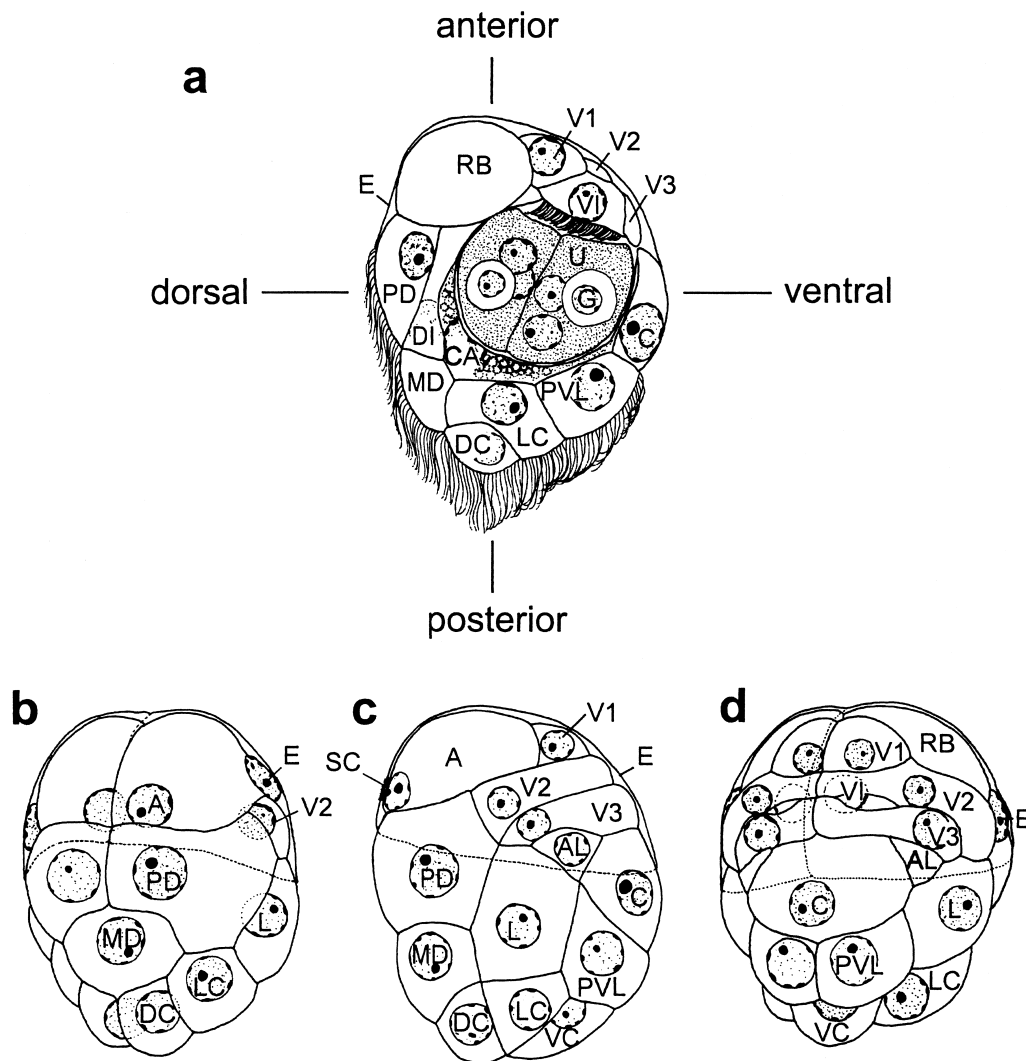 anterior
a
V1
V2
RB
E
V3
VI
U
dorsal
ventral
PD
G
DI
C
CA
MD
PVL
LC
DC
posterior
b
E
A
V2
PD
L
MD
LC
DC
c
V1
SC
A
E
V2
V3
AL
PD
C
L
MD
PVL
DC
LC
VC
d
V1
RB
VI
V2
E
V3
AL
C
L
PVL
LC
VC